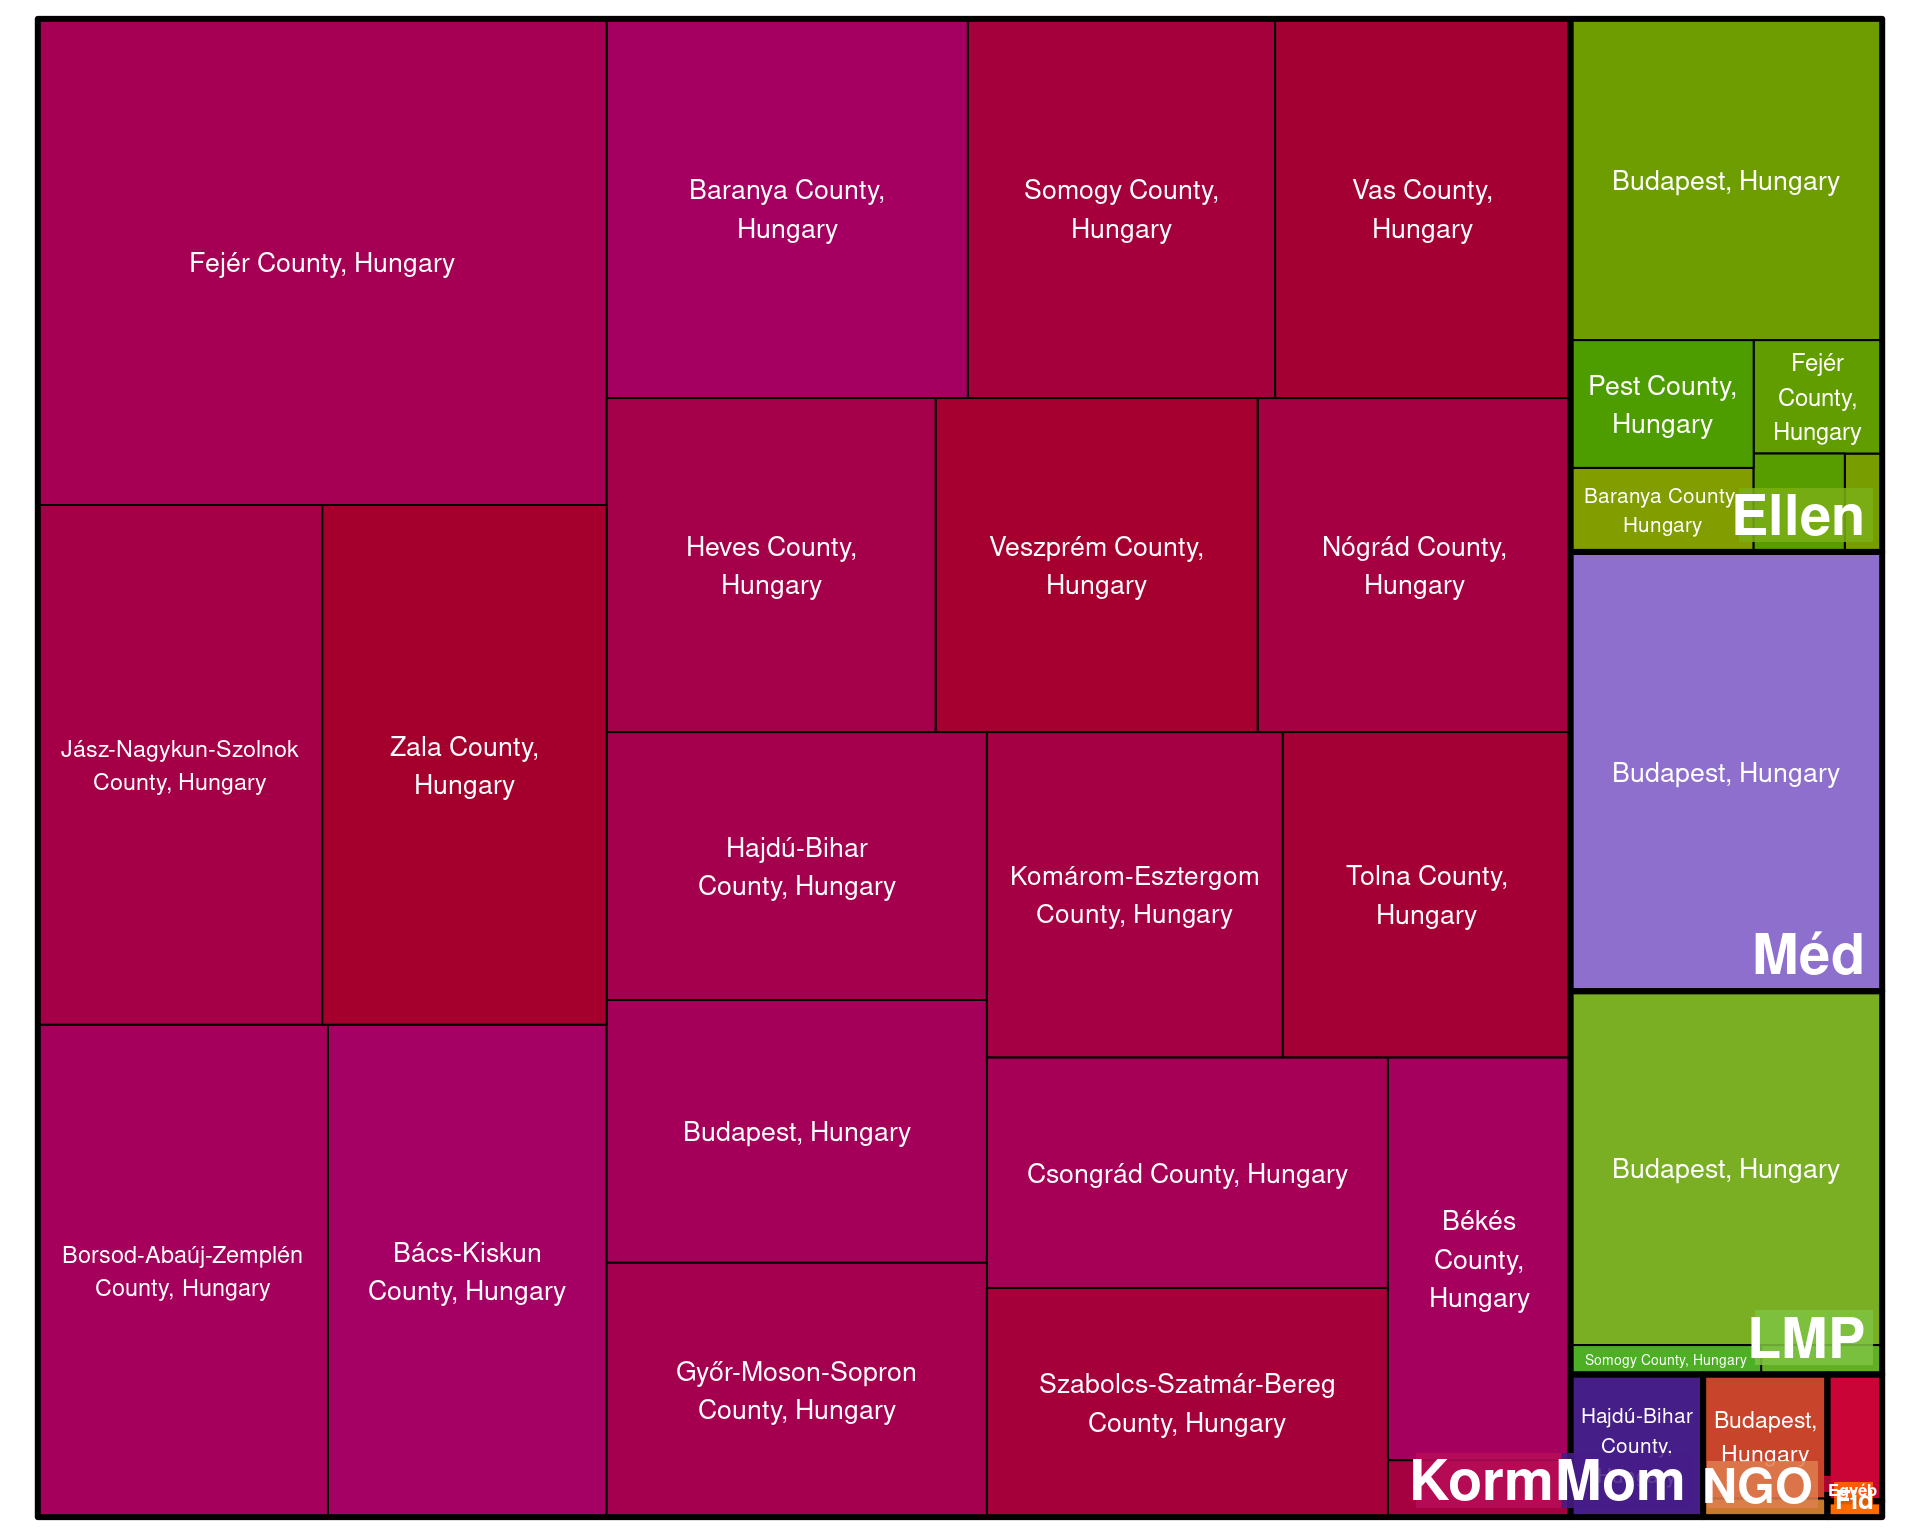 Fejér County, Hungary
Baranya County,
Hungary
Somogy County,
Hungary
Vas County,
Hungary
Budapest, Hungary
Pest County,
Hungary
Fejér
County,
Hungary
Baranya County,
Hungary
Ellen
Jász-Nagykun-Szolnok
County, Hungary
Zala County,
Hungary
Heves County,
Hungary
Veszprém County,
Hungary
Nógrád County,
Hungary
Budapest, Hungary
Méd
Hajdú-Bihar
County, Hungary
Komárom-Esztergom
County, Hungary
Tolna County,
Hungary
Borsod-Abaúj-Zemplén
County, Hungary
Bács-Kiskun
County, Hungary
Budapest, Hungary
Csongrád County, Hungary
Békés
County,
Hungary
Budapest, Hungary
LMP
Somogy County, Hungary
Győr-Moson-Sopron
County, Hungary
Szabolcs-Szatmár-Bereg
County, Hungary
Korm
Hajdú-Bihar
County,
Mom
Budapest,
Hungary
NGO
Egyéb
Fid